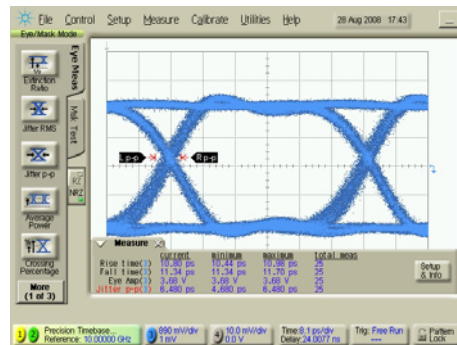 File Control Setup Measure Calibrate Utilities Help 28 Aug 2008 17:43
Eye/Mask Mode
Eye Meas
Extinction Ratio
Jitter RMS
Mask Test
Jitter p-p
RZ
NRZ
Average Power
Crossing Percentage
More (1 of 3)
L p-p R p-p
Measure
current minimum maximum total meas
Rise time(3) 10.80 ps 10.44 ps 10.98 ps 25
Fall time(3) 11.34 ps 11.34 ps 11.70 ps 25
Eye Amp(3) 3.68 V 3.68 V 3.68 V 25
Jitter p-p(3) 6.480 ps 4.680 ps 6.480 ps 25
Setup & Info
1 2 Precision Timebase...
Reference: 10.00000 GHz
3 890 mV/div
1 mV
4 10.0 mV/div
0.0 V
Time:8.1 ps/div
Delay:24.0077 ns
Trig: Free Run
Pattern Lock